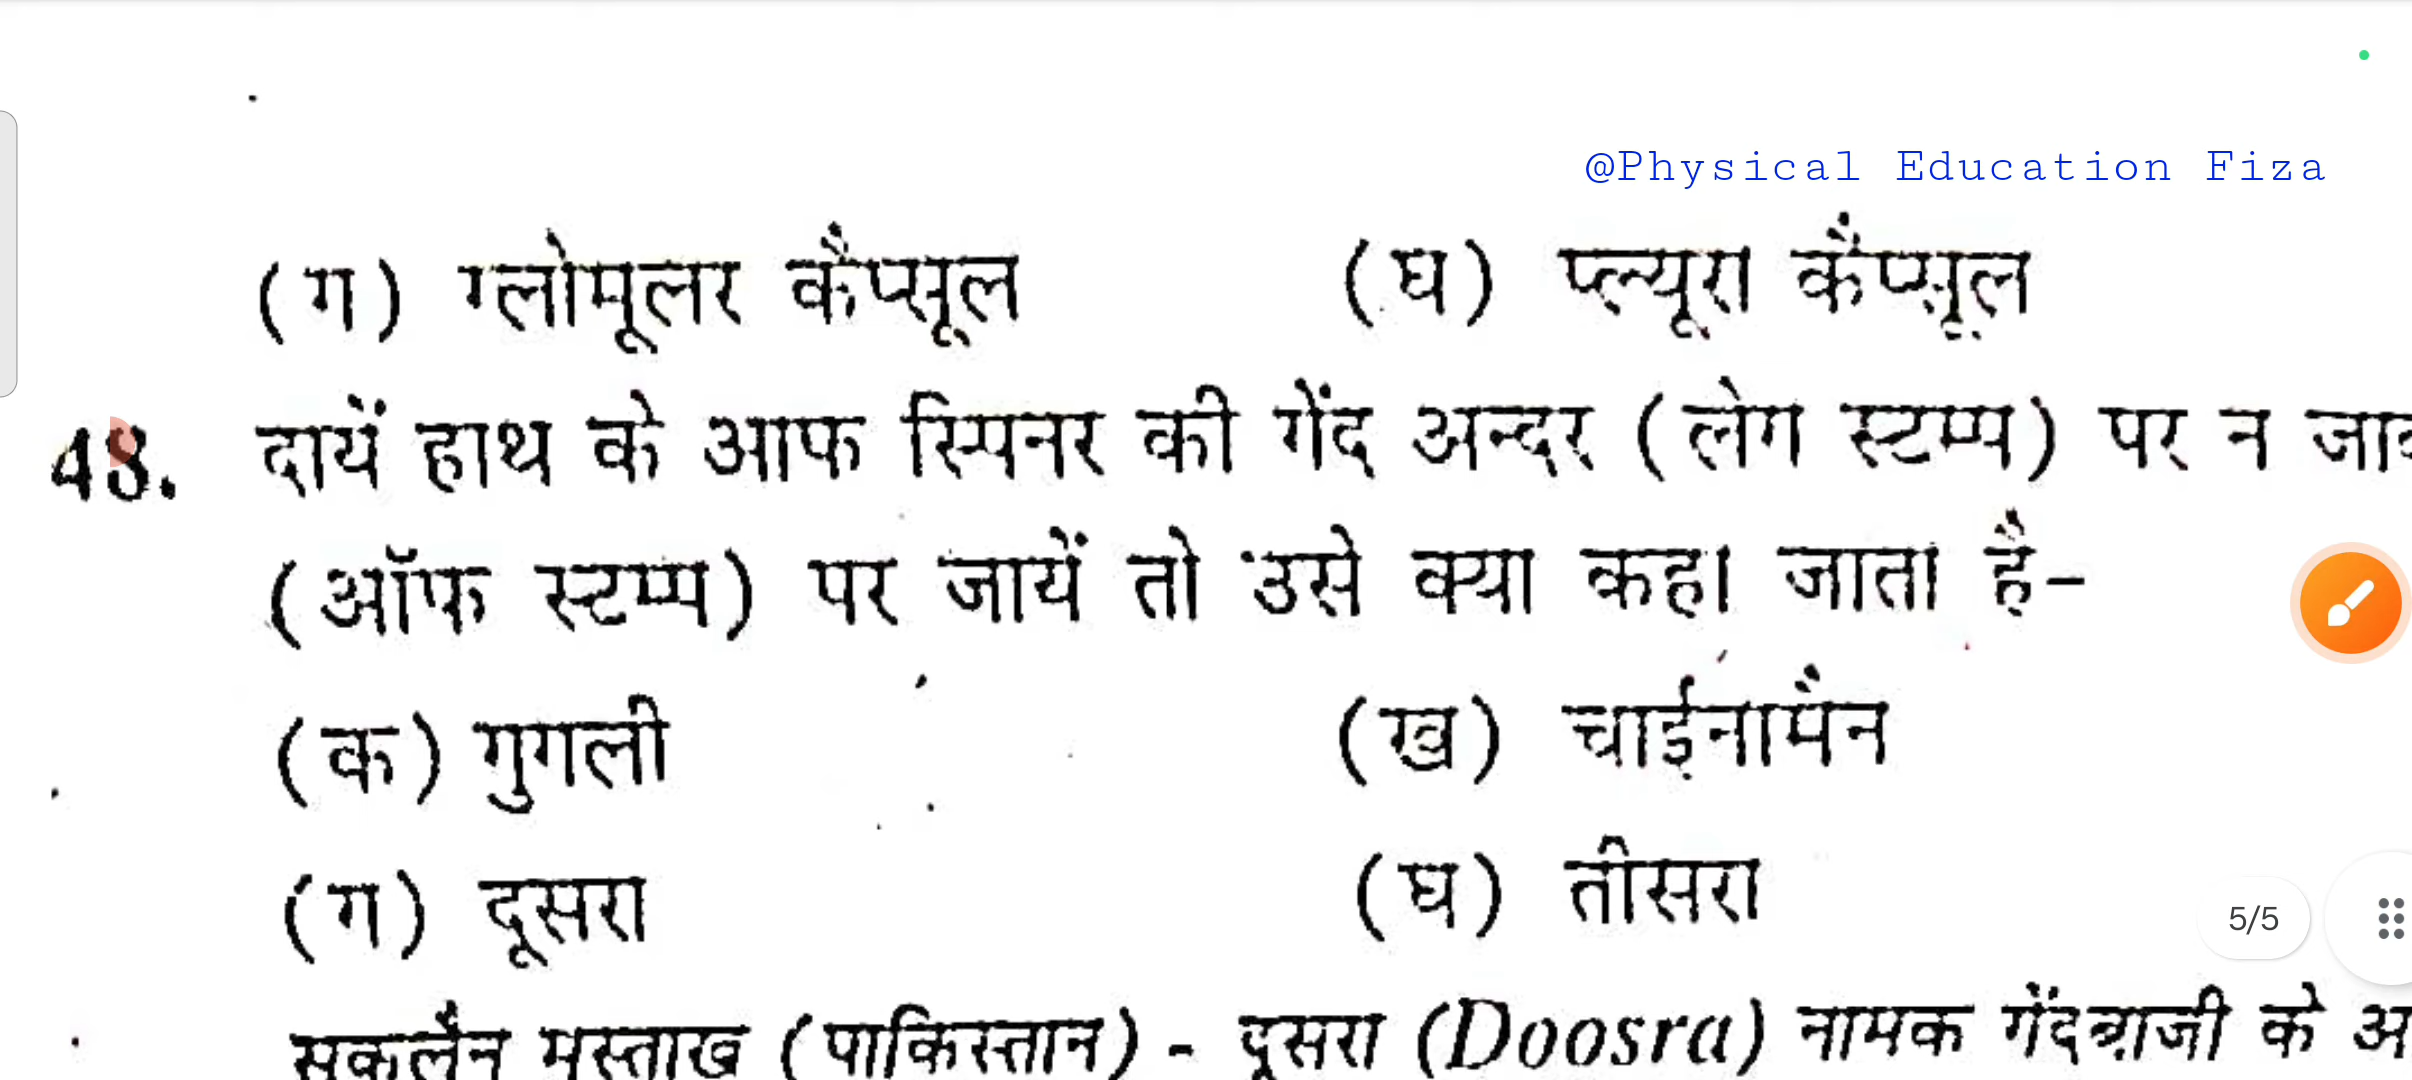 @Physical Education Fiza
(ग) ग्लोमूलर कैंप्सूल (घ) प्ल्यूरा कैंप्सूल
48. दायें हाथ के आफ स्पिनर की गेंद अन्दर (लेग स्टम्प) पर न
(ऑफ स्टम्प) पर जायें तो उसे क्या कहा जाता है-
(क) गुगली (ख) चाईनामैन
(ग) दूसरा (घ) तीसरा
5/5
सकलैन मुस्ताख (पाकिस्तान) - दूसरा (Doosra) नामक गेंदबाजी के